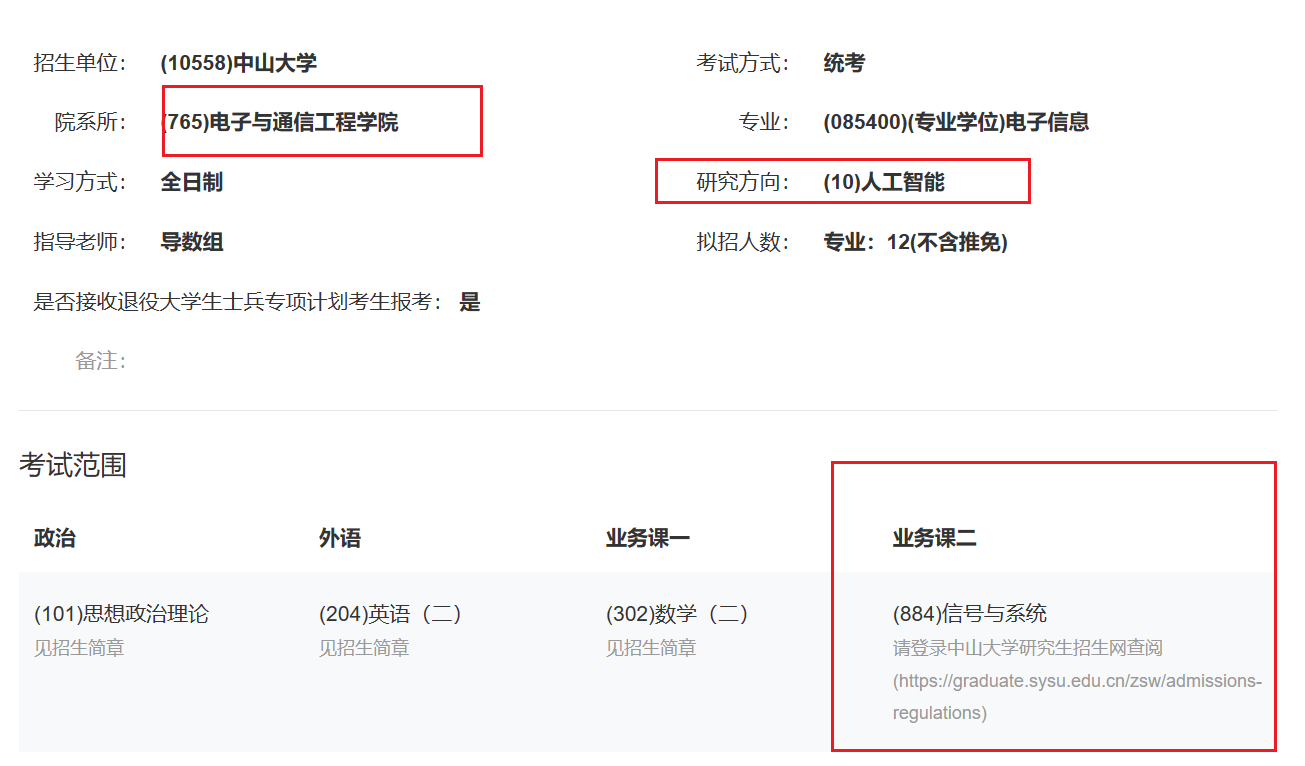 招生单位： (10558)中山大学 考试方式： 统考
院系所： (765)电子与通信工程学院 专业： (085400)(专业学位)电子信息
学习方式： 全日制 研究方向： (10)人工智能
指导老师： 导数组 拟招人数： 专业：12(不含推免)
是否接收退役大学生士兵专项计划考生报考： 是
备注：
考试范围
政治 外语 业务课一 业务课二
(101)思想政治理论 (204)英语（二） (302)数学（二） (884)信号与系统
见招生简章 见招生简章 见招生简章 请登录中山大学研究生招生网查阅
(https://graduate.sysu.edu.cn/zsw/admissions-
regulations)